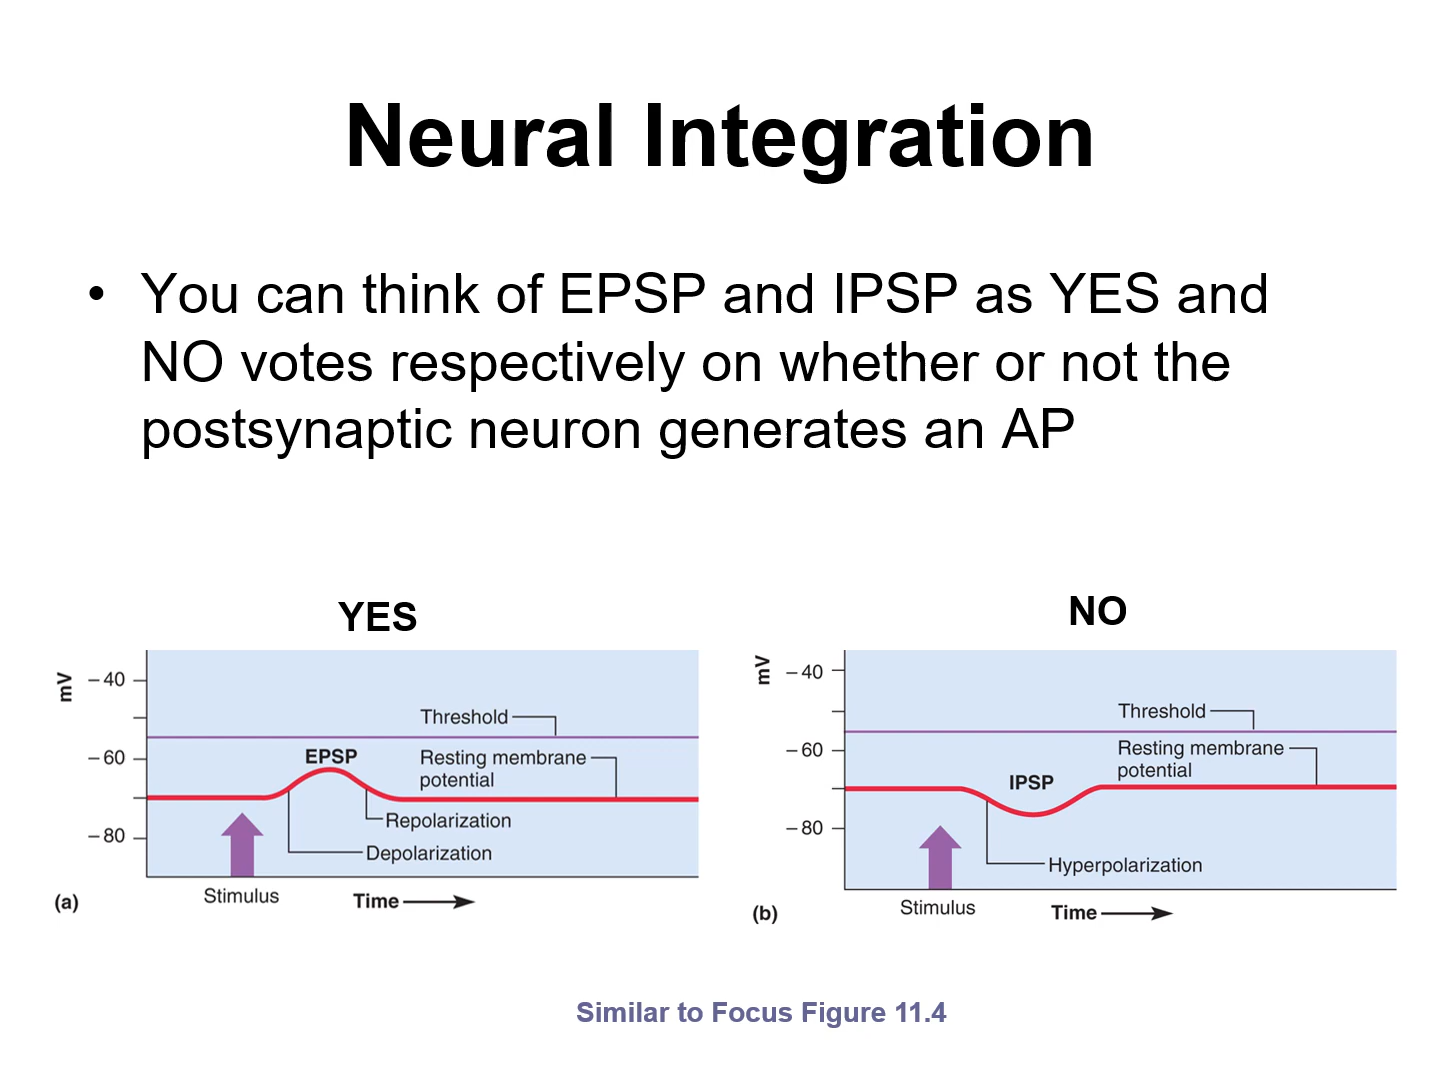 Neural Integration
• You can think of EPSP and IPSP as YES and
NO votes respectively on whether or not the
postsynaptic neuron generates an AP
YES
mV
–40
–60
–80
Threshold
EPSP
Resting membrane
potential
Repolarization
Depolarization
Stimulus
Time
(a)
NO
mV
–40
–60
–80
Threshold
Resting membrane
potential
IPSP
Hyperpolarization
Stimulus
Time
(b)
Similar to Focus Figure 11.4